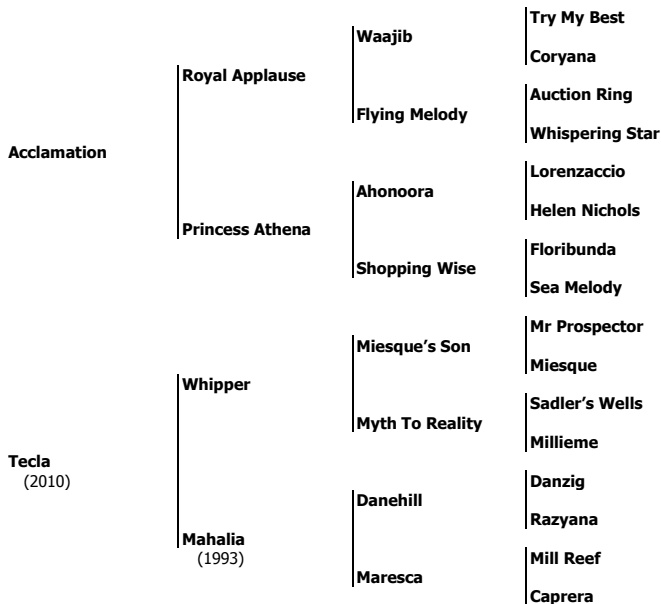 Try My Best
Waajib
Coryana
Royal Applause
Auction Ring
Flying Melody
Whispering Star
Acclamation
Lorenzaccio
Ahonoora
Helen Nichols
Princess Athena
Floribunda
Shopping Wise
Sea Melody
Mr Prospector
Miesque’s Son
Miesque
Whipper
Sadler’s Wells
Myth To Reality
Millieme
Tecla
(2010)
Danzig
Danehill
Razyana
Mahalia
(1993)
Mill Reef
Maresca
Caprera